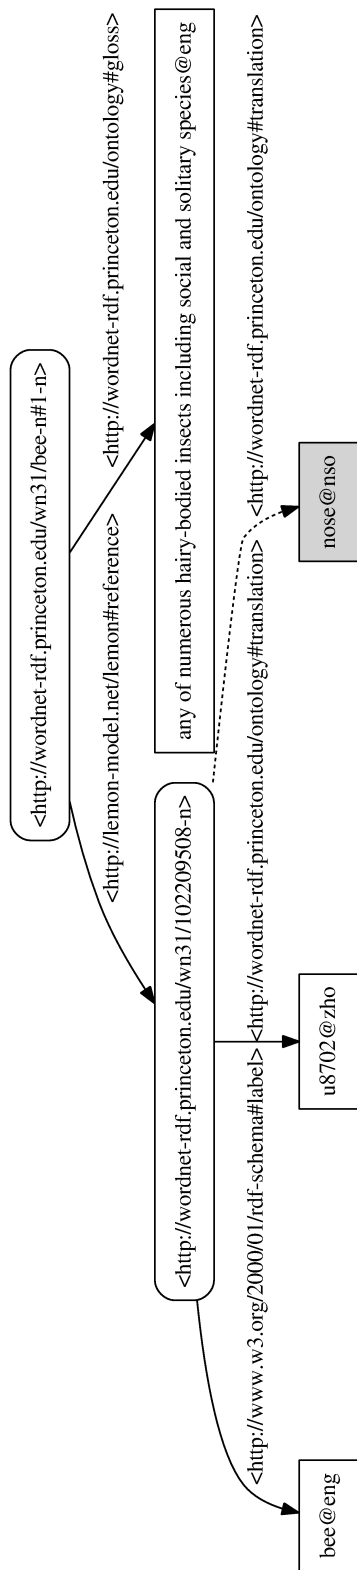 <http://wordnet-rdf.princeton.edu/wn31/bee-n#1-n>
<http://lemon-model.net/lemon#reference>
<http://wordnet-rdf.princeton.edu/ontology#gloss>
<http://wordnet-rdf.princeton.edu/wn31/102209508-n>
any of numerous hairy-bodied insects including social and solitary species@eng
<http://www.w3.org/2000/01/rdf-schema#label>
<http://wordnet-rdf.princeton.edu/ontology#translation>
<http://wordnet-rdf.princeton.edu/ontology#translation>
bee@eng
u8702@zho
nose@nso